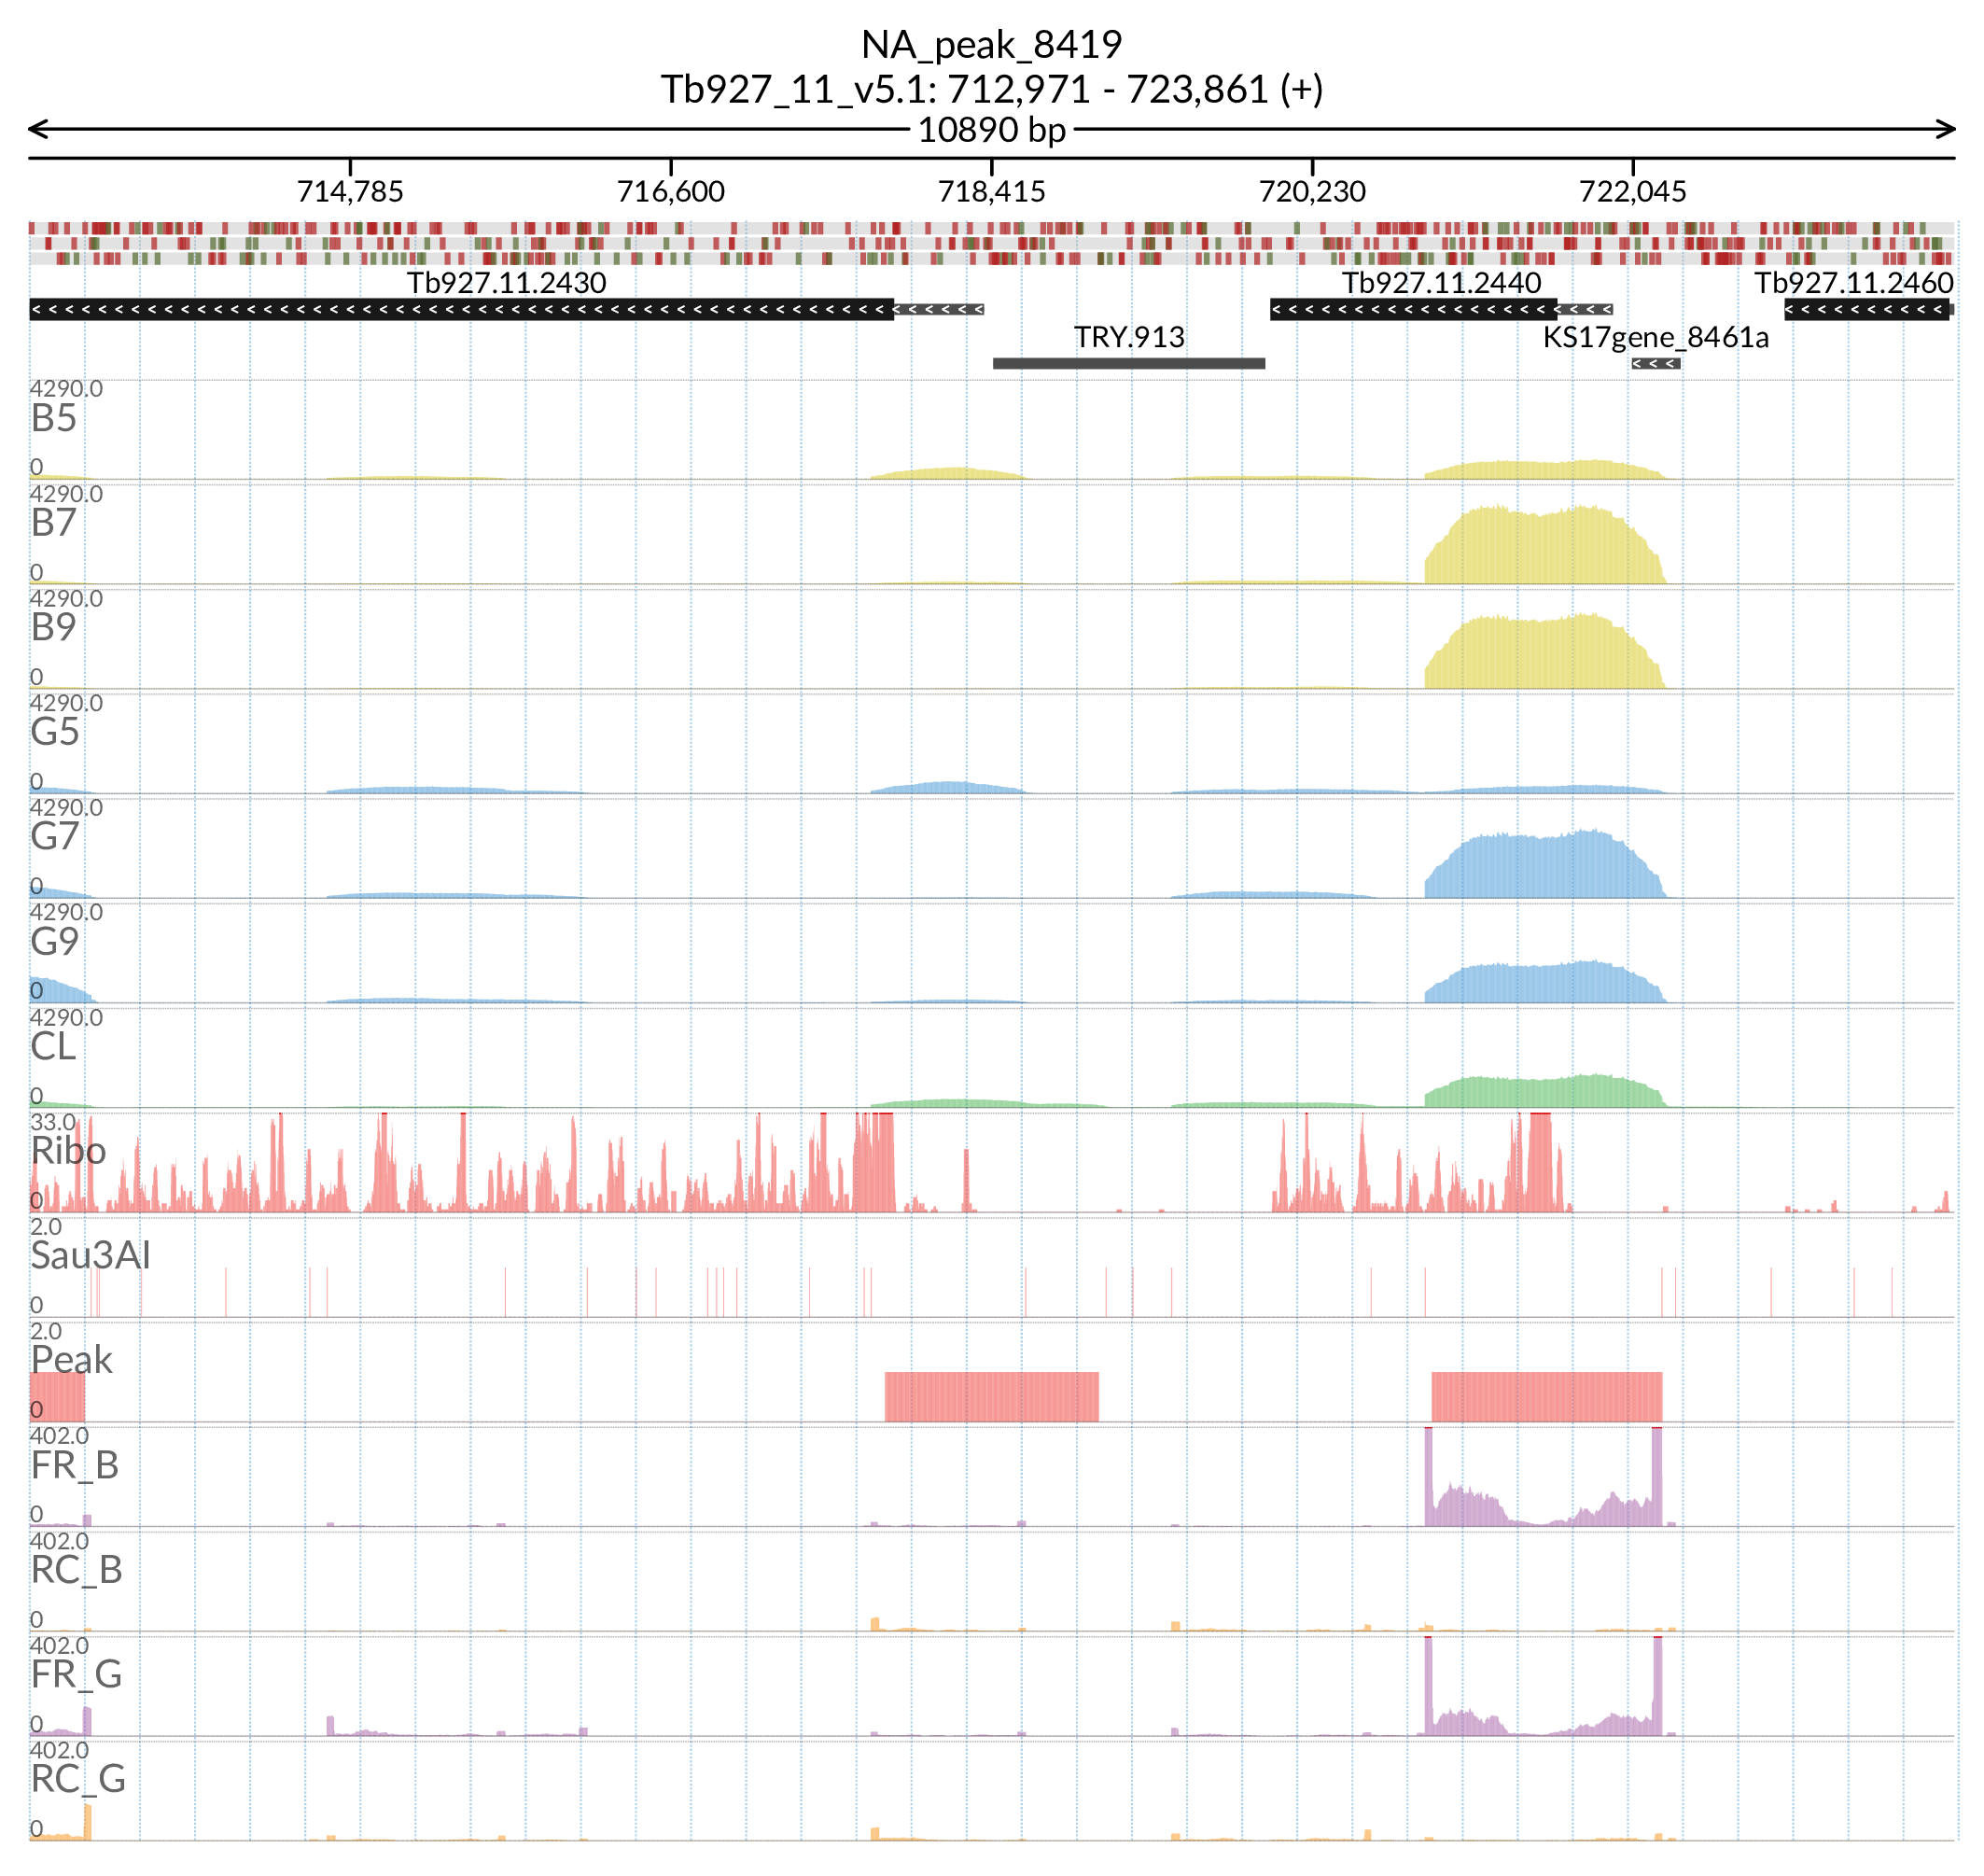 NA_peak_8419
Tb927_11_v5.1: 712,971 - 723,861 (+)
10890 bp
714,785 716,600 718,415 720,230 722,045
Tb927.11.2430 Tb927.11.2440 Tb927.11.2460
TRY.913 KS17gene_8461a
4290.0
B5
0
4290.0
B7
0
4290.0
B9
0
4290.0
G5
0
4290.0
G7
0
4290.0
G9
0
4290.0
CL
0
33.0
Ribo
0
2.0
Sau3AI
0
2.0
Peak
0
402.0
FR_B
0
402.0
RC_B
0
402.0
FR_G
0
402.0
RC_G
0